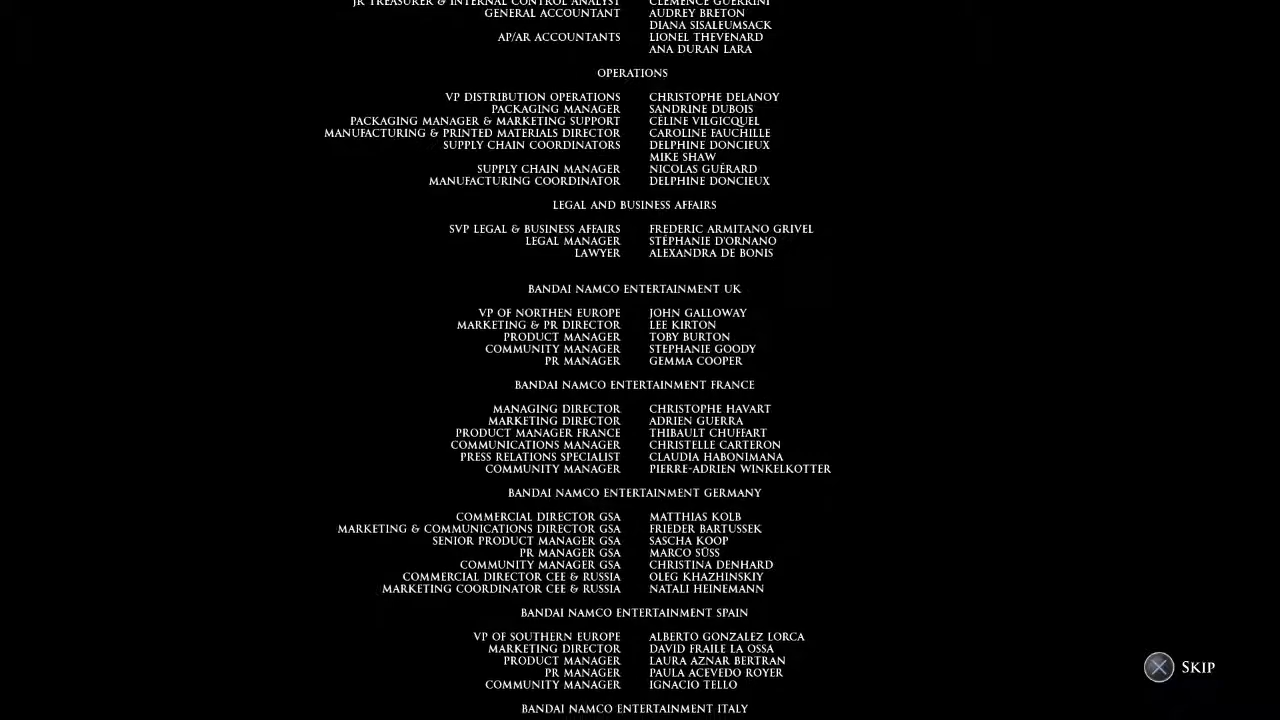 JR TREASURER & INTERNAL CONTROL ANALYST CLÉMENCE GUERRINI
GENERAL ACCOUNTANT AUDREY BRETON
DIANA SISALEUMSACK
AP/AR ACCOUNTANTS LIONEL THEVENARD
ANA DURAN LARA
OPERATIONS
VP DISTRIBUTION OPERATIONS CHRISTOPHE DELANOY
PACKAGING MANAGER SANDRINE DUBOIS
PACKAGING MANAGER & MARKETING SUPPORT CÉLINE VILGICQUEL
MANUFACTURING & PRINTED MATERIALS DIRECTOR CAROLINE FAUCHILLE
SUPPLY CHAIN COORDINATORS DELPHINE DONCIEUX
MIKE SHAW
SUPPLY CHAIN MANAGER NICOLAS GUÉRARD
MANUFACTURING COORDINATOR DELPHINE DONCIEUX
LEGAL AND BUSINESS AFFAIRS
SVP LEGAL & BUSINESS AFFAIRS FREDERIC ARMITANO GRIVEL
LEGAL MANAGER STÉPHANIE D'ORNANO
LAWYER ALEXANDRA DE BONIS
BANDAI NAMCO ENTERTAINMENT UK
VP OF NORTHEN EUROPE JOHN GALLOWAY
MARKETING & PR DIRECTOR LEE KIRTON
PRODUCT MANAGER TOBY BURTON
COMMUNITY MANAGER STEPHANIE GOODY
PR MANAGER GEMMA COOPER
BANDAI NAMCO ENTERTAINMENT FRANCE
MANAGING DIRECTOR CHRISTOPHE HAVART
MARKETING DIRECTOR ADRIEN GUERRA
PRODUCT MANAGER FRANCE THIBAULT CHUFFART
COMMUNICATIONS MANAGER CHRISTELLE CARTERON
PRESS RELATIONS SPECIALIST CLAUDIA HABONIMANA
COMMUNITY MANAGER PIERRE-ADRIEN WINKELKOTTER
BANDAI NAMCO ENTERTAINMENT GERMANY
COMMERCIAL DIRECTOR GSA MATTHIAS KOLB
MARKETING & COMMUNICATIONS DIRECTOR GSA FRIEDER BARTUSSEK
SENIOR PRODUCT MANAGER GSA SASCHA KOOP
PR MANAGER GSA MARCO SÜSS
COMMUNITY MANAGER GSA CHRISTINA DENHARD
COMMERCIAL DIRECTOR CEE & RUSSIA OLEG KHAZHINSKIY
MARKETING COORDINATOR CEE & RUSSIA NATALI HEINEMANN
BANDAI NAMCO ENTERTAINMENT SPAIN
VP OF SOUTHERN EUROPE ALBERTO GONZALEZ LORCA
MARKETING DIRECTOR DAVID FRAILE LA OSSA
PRODUCT MANAGER LAURA AZNAR BERTRAN
PR MANAGER PAULA ACEVEDO ROYER
COMMUNITY MANAGER IGNACIO TELLO
SKIP
BANDAI NAMCO ENTERTAINMENT ITALY